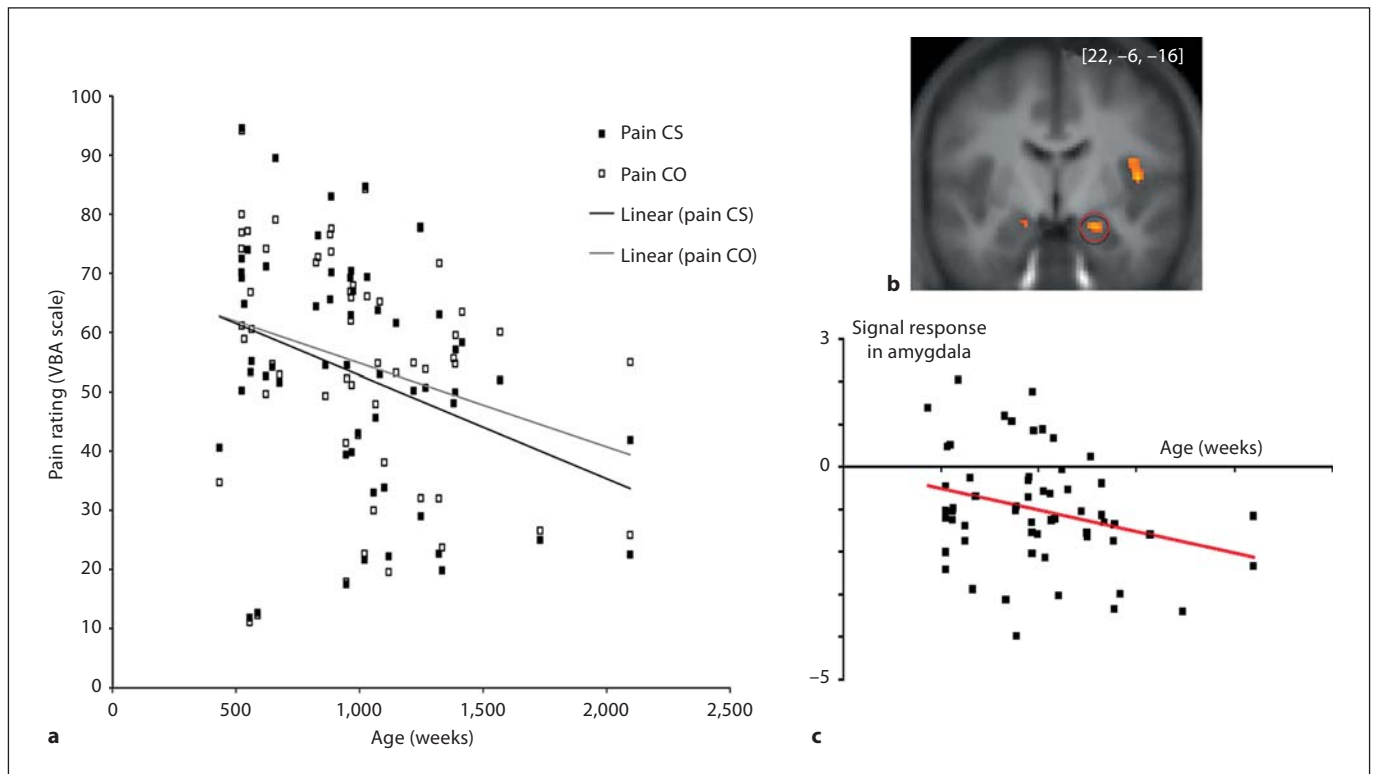 100
90
80
70
60
50
40
30
20
10
0
Pain rating (VBA scale)
Pain CS
Pain CO
Linear (pain CS)
Linear (pain CO)
0 500 1,000 1,500 2,000 2,500
Age (weeks)
a
[22, –6, –16]
b
3
Signal response
in amygdala
Age (weeks)
0
–5
c